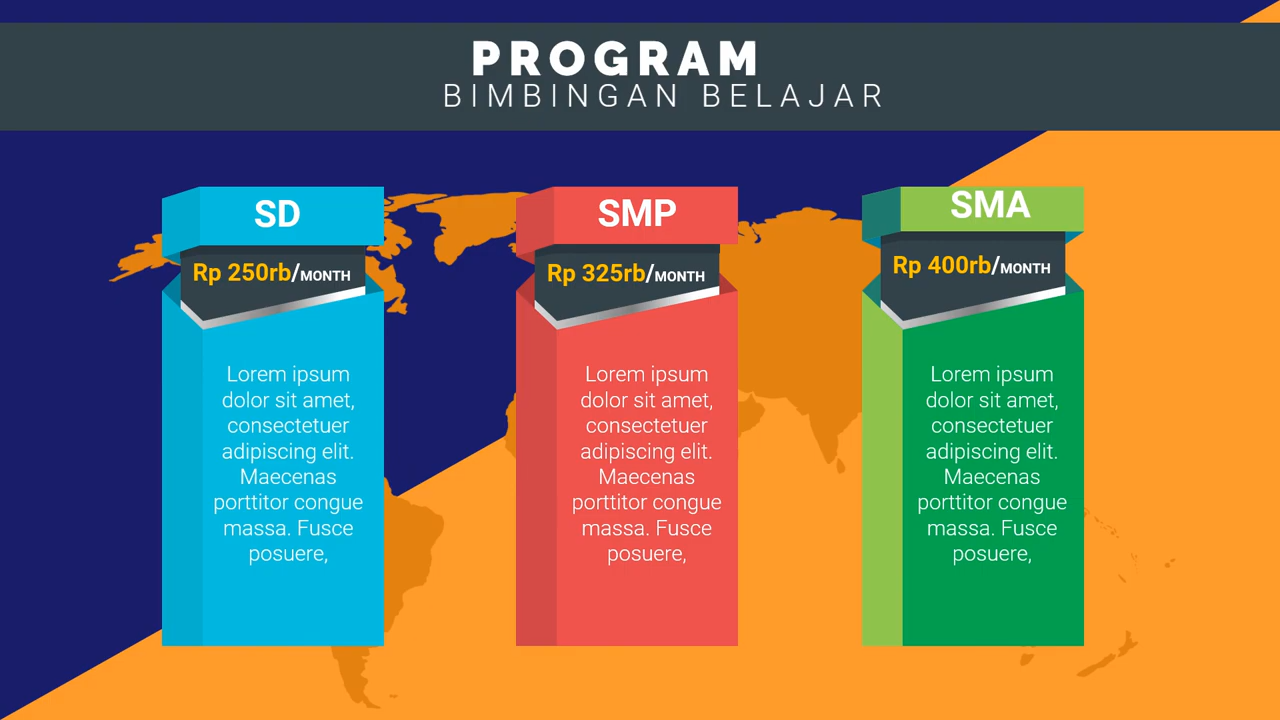 PROGRAM
BIMBINGAN BELAJAR
SD
Rp 250rb/MONTH
Lorem ipsum
dolor sit amet,
consectetuer
adipiscing elit.
Maecenas
porttitor congue
massa. Fusce
posuere,
SMP
Rp 325rb/MONTH
Lorem ipsum
dolor sit amet,
consectetuer
adipiscing elit.
Maecenas
porttitor congue
massa. Fusce
posuere,
SMA
Rp 400rb/MONTH
Lorem ipsum
dolor sit amet,
consectetuer
adipiscing elit.
Maecenas
porttitor congue
massa. Fusce
posuere,